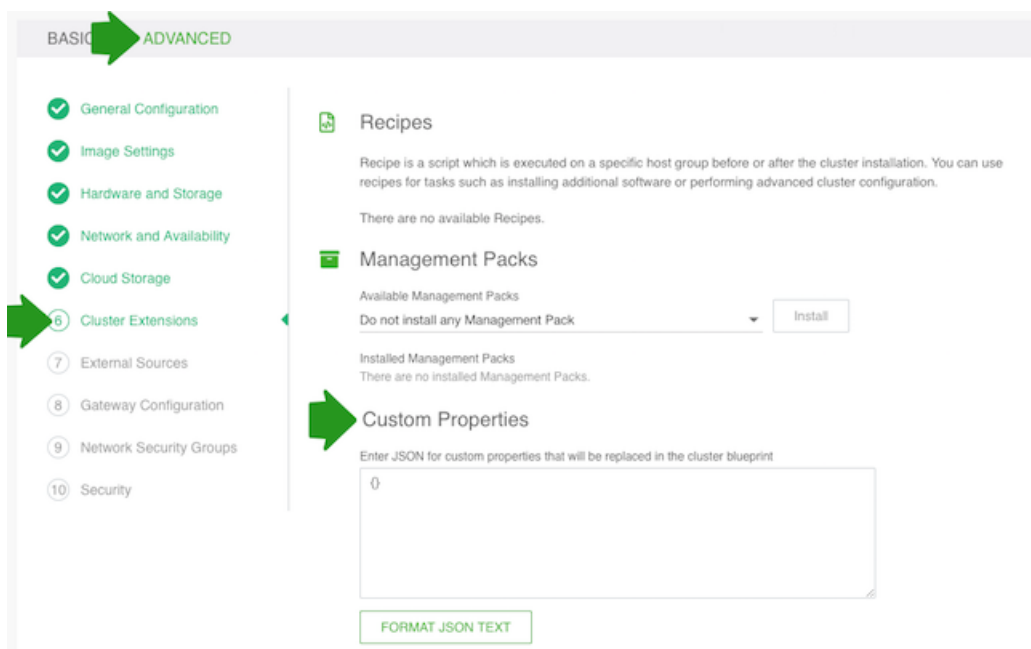 BASIC
ADVANCED
General Configuration
Image Settings
Hardware and Storage
Network and Availability
Cloud Storage
6 Cluster Extensions
7 External Sources
8 Gateway Configuration
9 Network Security Groups
10 Security
Recipes
Recipe is a script which is executed on a specific host group before or after the cluster installation. You can use
recipes for tasks such as installing additional software or performing advanced cluster configuration.
There are no available Recipes.
Management Packs
Available Management Packs
Do not install any Management Pack
Install
Installed Management Packs
There are no installed Management Packs.
Custom Properties
Enter JSON for custom properties that will be replaced in the cluster blueprint
{}
FORMAT JSON TEXT